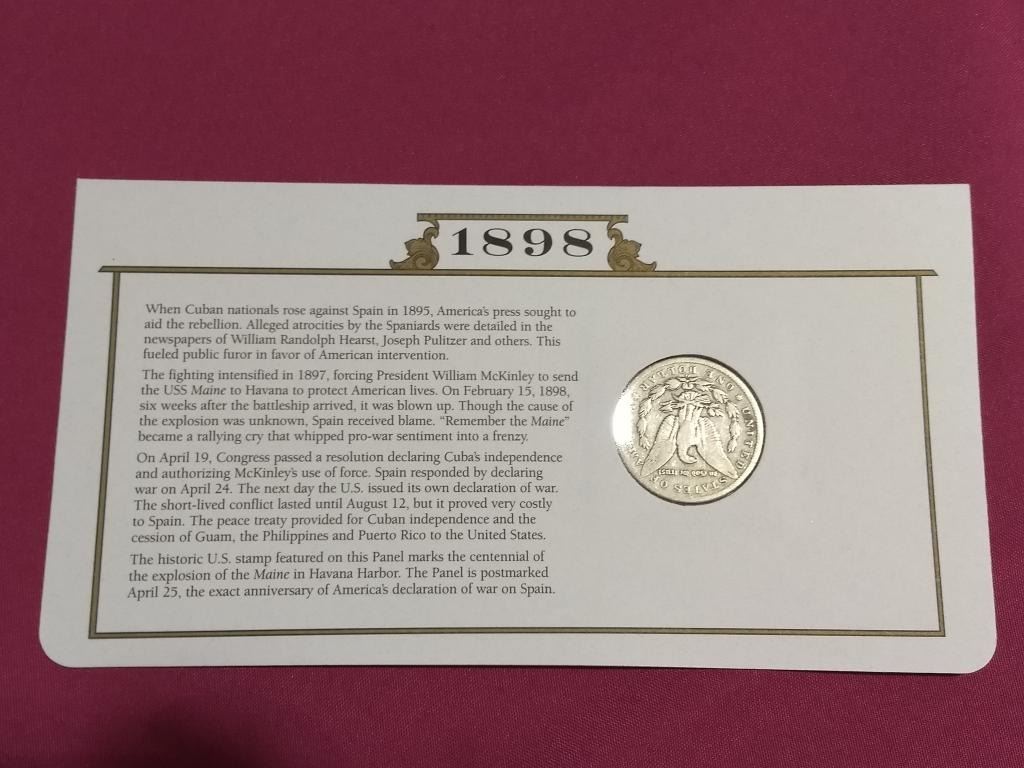 1898
When Cuban nationals rose against Spain in 1895, America's press sought to
aid the rebellion. Alleged atrocities by the Spaniards were detailed in the
newspapers of William Randolph Hearst, Joseph Pulitzer and others. This
fueled public furor in favor of American intervention.
The fighting intensified in 1897, forcing President William McKinley to send
the USS Maine to Havana to protect American lives. On February 15, 1898,
six weeks after the battleship arrived, it was blown up. Though the cause of
the explosion was unknown, Spain received blame. “Remember the Maine”
became a rallying cry that whipped pro-war sentiment into a frenzy.
On April 19, Congress passed a resolution declaring Cuba's independence
and authorizing McKinley's use of force. Spain responded by declaring
war on April 24. The next day the U.S. issued its own declaration of war.
The short-lived conflict lasted until August 12, but it proved very costly
to Spain. The peace treaty provided for Cuban independence and the
cession of Guam, the Philippines and Puerto Rico to the United States.
The historic U.S. stamp featured on this Panel marks the centennial of
the explosion of the Maine in Havana Harbor. The Panel is postmarked
April 25, the exact anniversary of America's declaration of war on Spain.
UNITED STATES OF
ONE DOLLAR